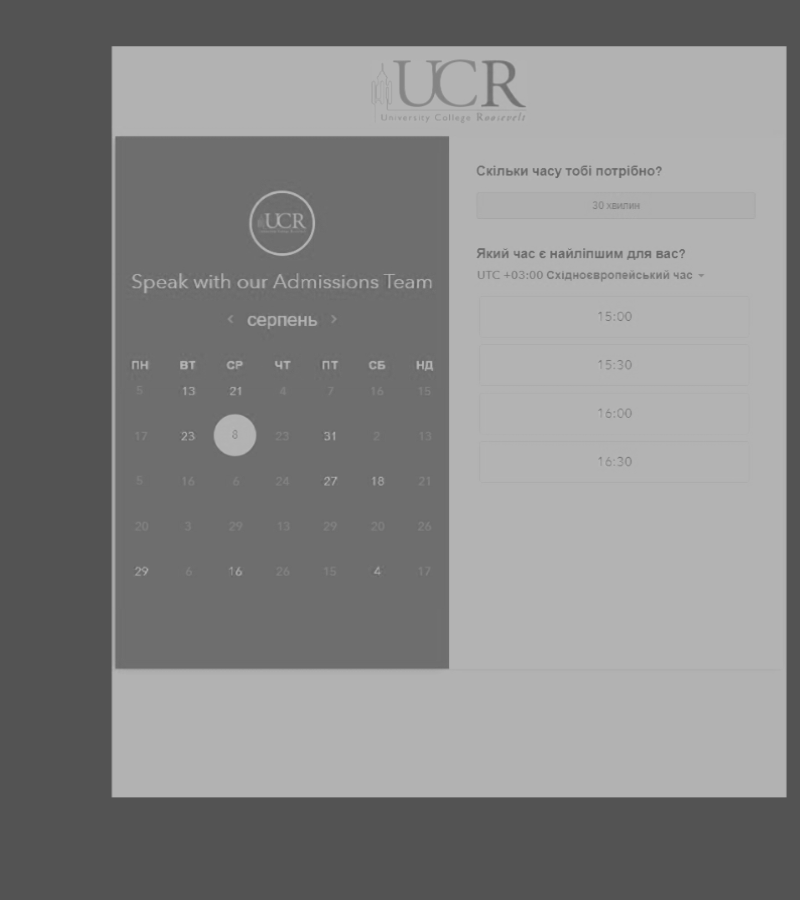 UCR
University College Roosevelt
UCR
Speak with our Admissions Team
серпень
ПН ВТ СР ЧТ ПТ СБ НД
5 13 21 4 7 16 15
17 23 8 23 31 2 13
5 16 6 24 27 18 21
20 3 29 13 29 20 26
29 6 16 26 15 4 17
Скільки часу тобі потрібно?
30 хвилин
Який час є найліпшим для вас?
UTC +03:00 Східноєвропейський час
15:00
15:30
16:00
16:30